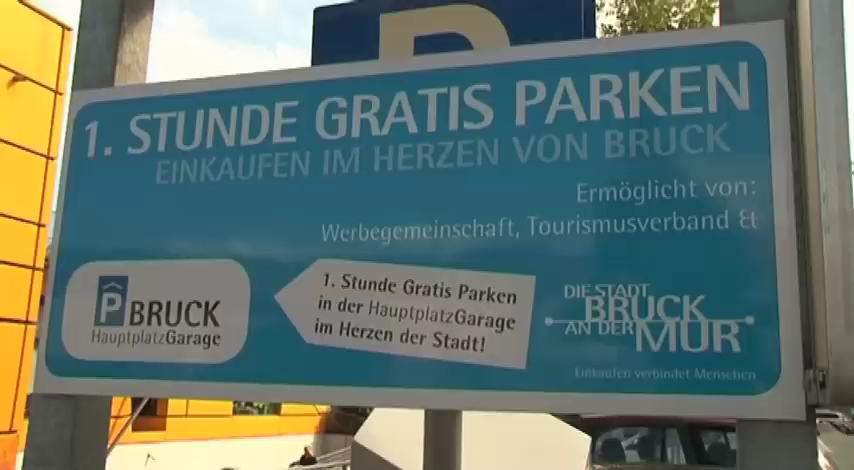 P
1. STUNDE GRATIS PARKEN
EINKAUFEN IM HERZEN VON BRUCK
Ermöglicht von:
Werbegemeinschaft, Tourismusverband &
P BRUCK
HauptplatzGarage
1. Stunde Gratis Parken
in der HauptplatzGarage
im Herzen der Stadt!
DIE STADT
BRUCK
AN DER MUR
Einkaufen verbindet Menschen